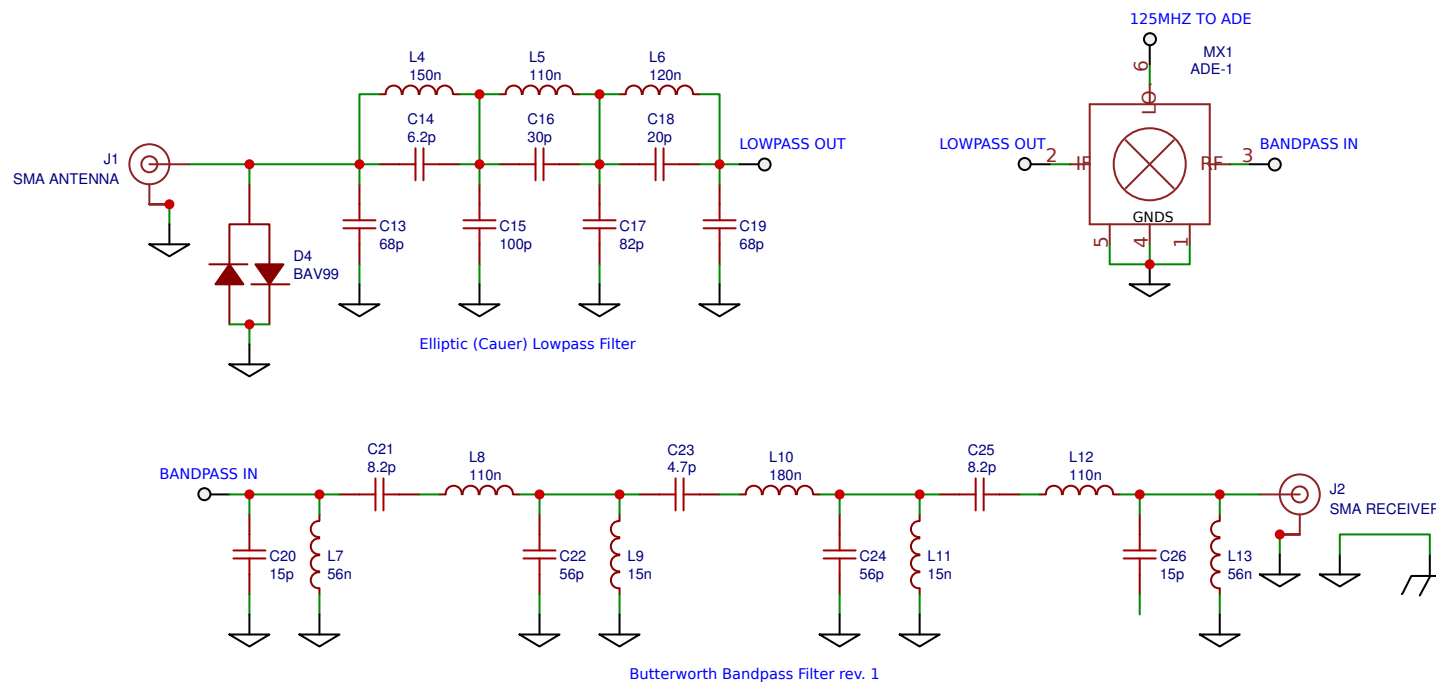 125MHZ TO ADE
MX1
ADE-1
6
LO
LOWPASS OUT
2
IF
RF
3
BANDPASS IN
GNDS
5
4
1
L4
150n
L5
110n
L6
120n
C14
6.2p
C16
30p
C18
20p
LOWPASS OUT
J1
SMA ANTENNA
C13
68p
C15
100p
C17
82p
C19
68p
D4
BAV99
Elliptic (Cauer) Lowpass Filter
BANDPASS IN
C21
8.2p
L8
110n
C23
4.7p
L10
180n
C25
8.2p
L12
110n
J2
SMA RECEIVER
C20
15p
L7
56n
C22
56p
L9
15n
C24
56p
L11
15n
C26
15p
L13
56n
Butterworth Bandpass Filter rev. 1